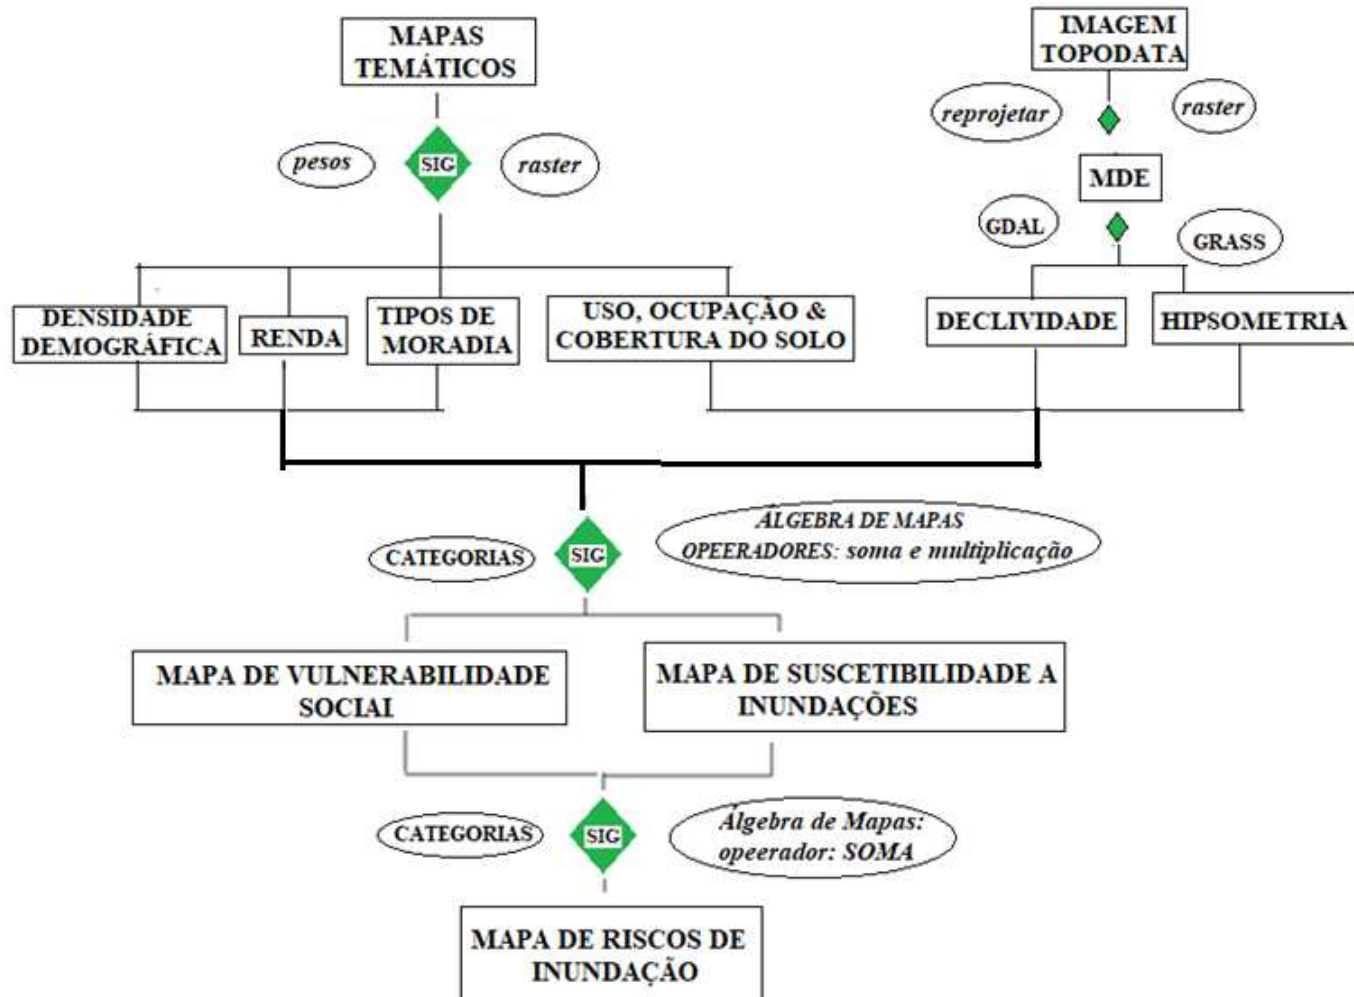 MAPAS
TEMÁTICOS
IMAGEM
TOPODATA
reprojetar
raster
pesos
SIG
raster
MDE
GDAL
GRASS
DENSIDADE
DEMOGRÁFICA
RENDA
TIPOS DE
MORADIA
USO, OCUPAÇÃO &
COBERTURA DO SOLO
DECLIVIDADE
HIPSOMETRIA
CATEGORIAS
SIG
ÁLGEBRA DE MAPAS
OPEERADORES: soma e multiplicação
MAPA DE VULNERABILIDADE
SOCIAL
MAPA DE SUSCETIBILIDADE A
INUNDAÇÕES
CATEGORIAS
SIG
Álgebra de Mapas:
opeerador: SOMA
MAPA DE RISCOS DE
INUNDAÇÃO